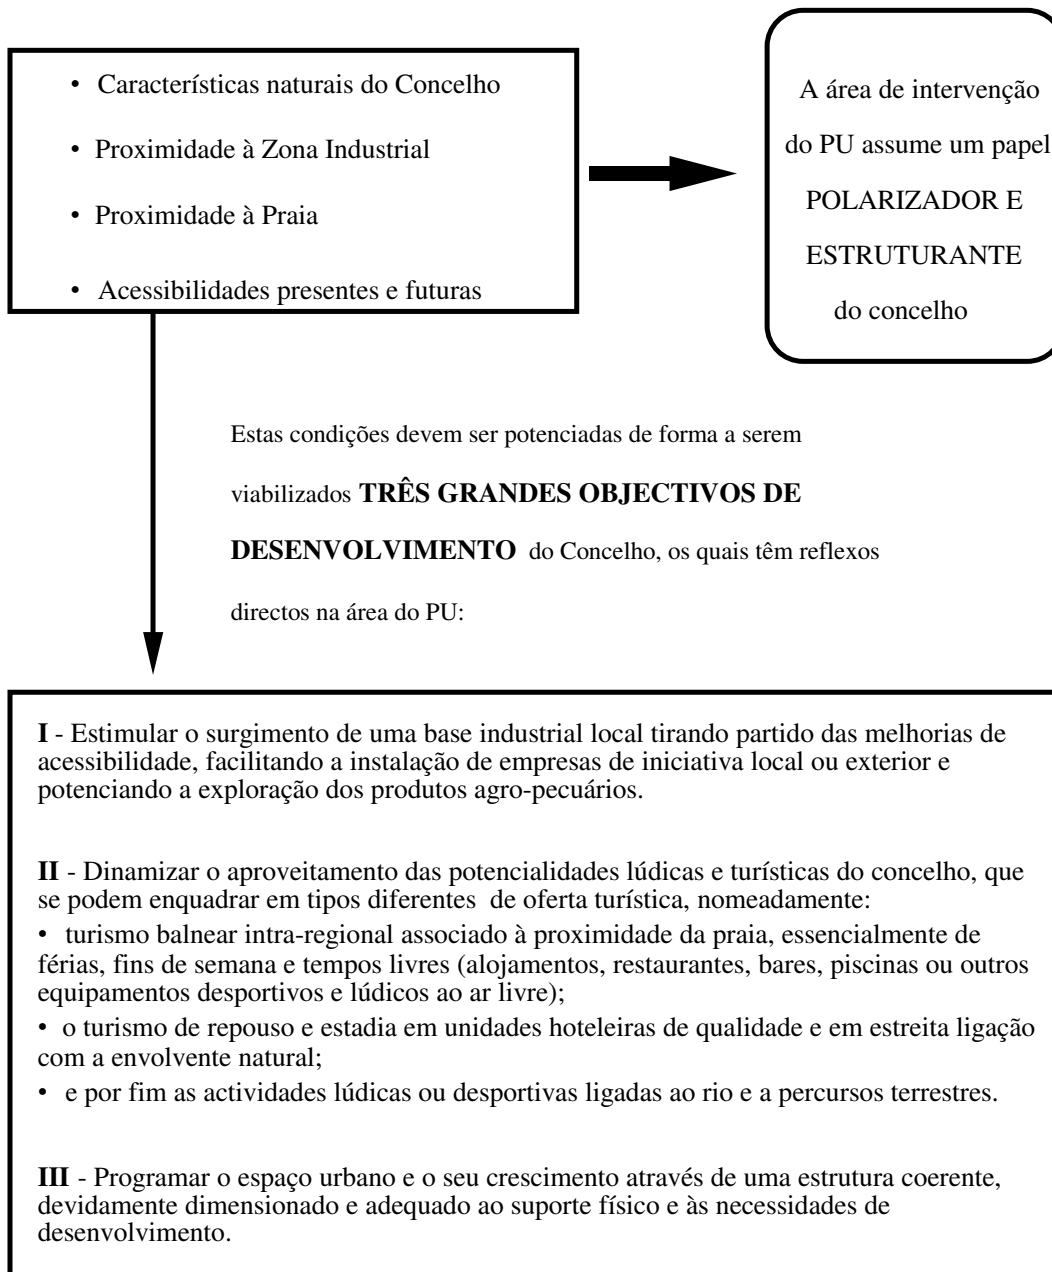 • Características naturais do Concelho
• Proximidade à Zona Industrial
• Proximidade à Praia
• Acessibilidades presentes e futuras
A área de intervenção
do PU assume um papel
POLARIZADOR E
ESTRUTURANTE
do concelho
Estas condições devem ser potenciadas de forma a serem
viabilizados TRÊS GRANDES OBJECTIVOS DE
DESENVOLVIMENTO do Concelho, os quais têm reflexos
directos na área do PU:
I - Estimular o surgimento de uma base industrial local tirando partido das melhorias de
acessibilidade, facilitando a instalação de empresas de iniciativa local ou exterior e
potenciando a exploração dos produtos agro-pecuários.
II - Dinamizar o aproveitamento das potencialidades lúdicas e turísticas do concelho, que
se podem enquadrar em tipos diferentes de oferta turística, nomeadamente:
• turismo balnear intra-regional associado à proximidade da praia, essencialmente de
férias, fins de semana e tempos livres (alojamentos, restaurantes, bares, piscinas ou outros
equipamentos desportivos e lúdicos ao ar livre);
• o turismo de repouso e estadia em unidades hoteleiras de qualidade e em estreita ligação
com a envolvente natural;
• e por fim as actividades lúdicas ou desportivas ligadas ao rio e a percursos terrestres.
III - Programar o espaço urbano e o seu crescimento através de uma estrutura coerente,
devidamente dimensionado e adequado ao suporte físico e às necessidades de
desenvolvimento.